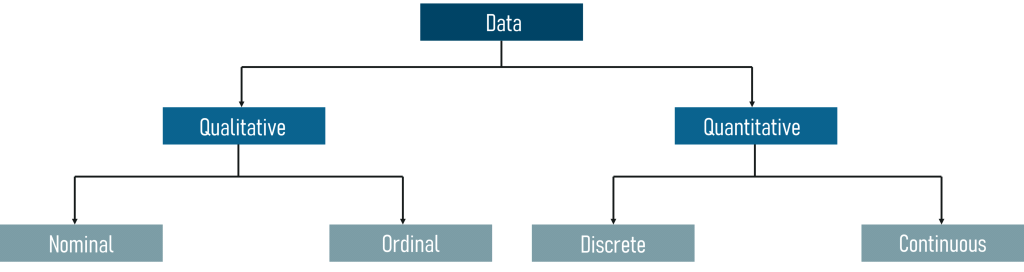 Data
Qualitative
Quantitative
Nominal
Ordinal
Discrete
Continuous